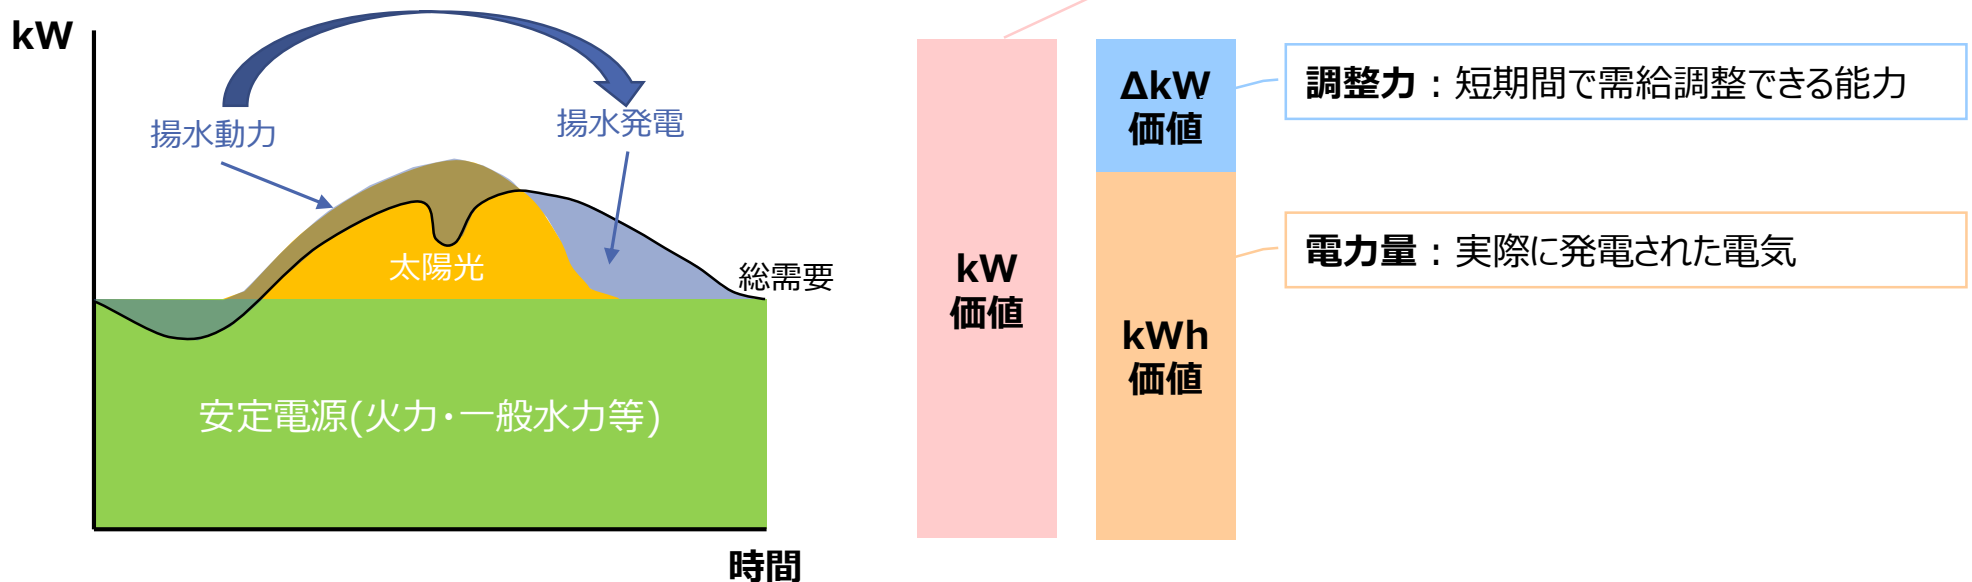 kW
揚水動力
揚水発電
太陽光
総需要
安定電源(火力・一般水力等)
時間
kW
価値
ΔkW
価値
kWh
価値
調整力：短期間で需給調整できる能力
電力量：実際に発電された電気